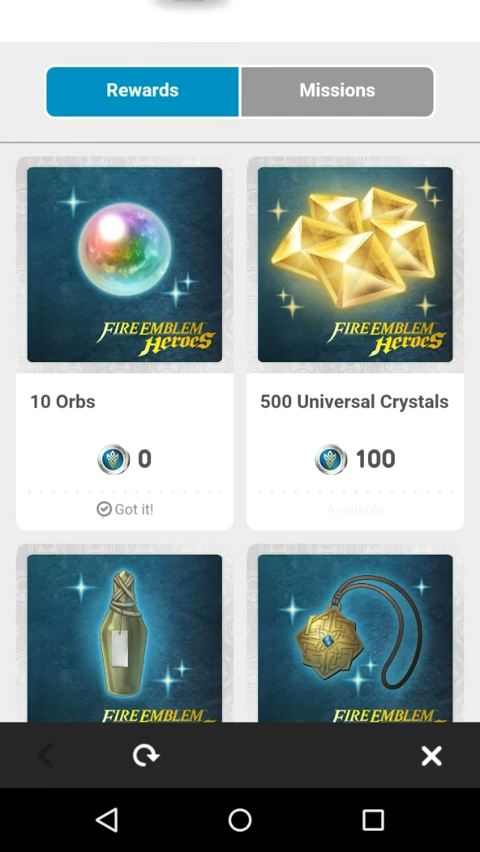 Rewards
Missions
FIRE EMBLEM
HEROES
FIRE EMBLEM
HEROES
10 Orbs
500 Universal Crystals
0
100
Got it!
Available
FIRE EMBLEM
FIRE EMBLEM